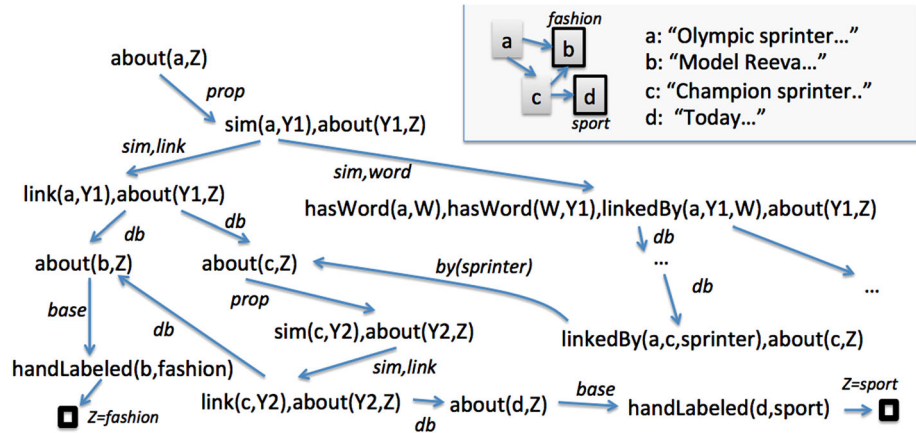 fashion
a
b
c
d
sport
a: “Olympic sprinter…”
b: “Model Reeva…”
c: “Champion sprinter..”
d: “Today…”
about(a,Z)
prop
sim(a,Y1),about(Y1,Z)
sim,link
sim,word
link(a,Y1),about(Y1,Z)
hasWord(a,W),hasWord(W,Y1),linkedBy(a,Y1,W),about(Y1,Z)
db
db
db
...
...
db
about(b,Z)
about(c,Z)
by(sprinter)
base
db
prop
sim(c,Y2),about(Y2,Z)
linkedBy(a,c,sprinter),about(c,Z)
sim,link
handLabeled(b,fashion)
Z=fashion
link(c,Y2),about(Y2,Z)
db
about(d,Z)
base
handLabeled(d,sport)
Z=sport